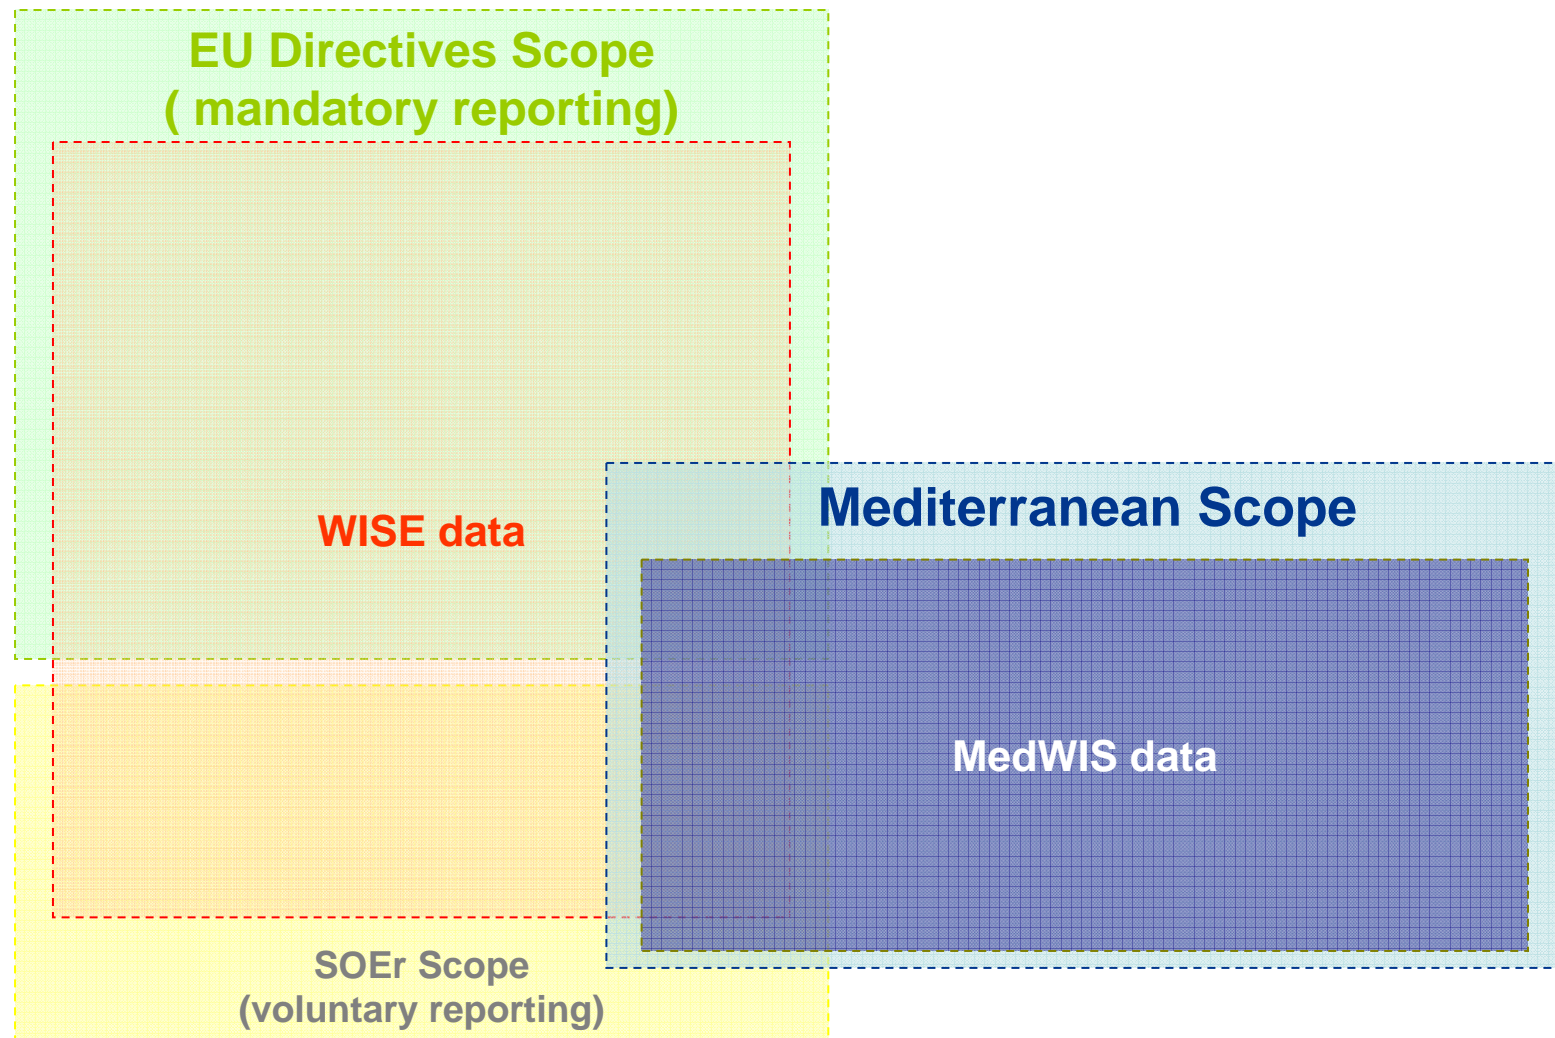 EU Directives Scope
( mandatory reporting)
WISE data
Mediterranean Scope
MedWIS data
SOEr Scope
(voluntary reporting)